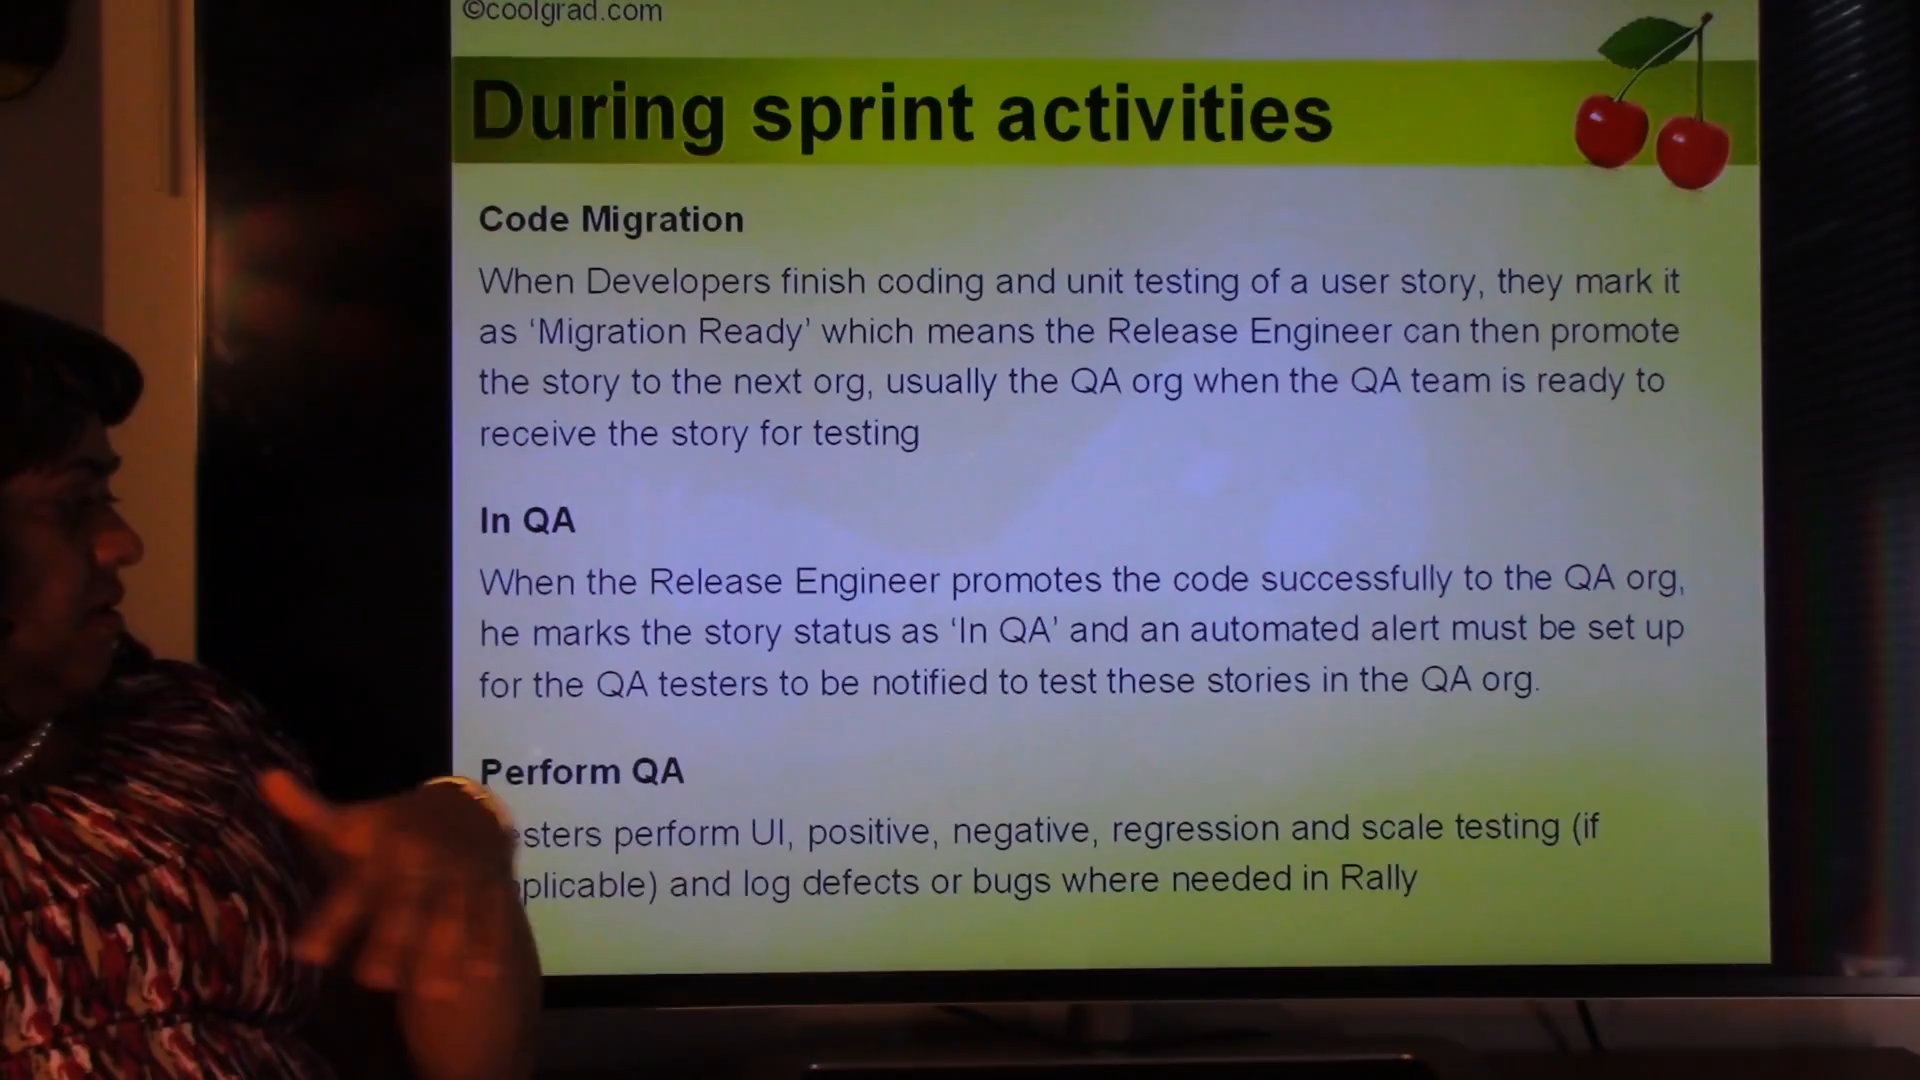 ©coolgrad.com
During sprint activities
Code Migration
When Developers finish coding and unit testing of a user story, they mark it
as ‘Migration Ready’ which means the Release Engineer can then promote
the story to the next org, usually the QA org when the QA team is ready to
receive the story for testing
In QA
When the Release Engineer promotes the code successfully to the QA org,
he marks the story status as ‘In QA’ and an automated alert must be set up
for the QA testers to be notified to test these stories in the QA org.
Perform QA
perform UI, positive, negative, regression and scale testing (if
and log defects or bugs where needed in Rally